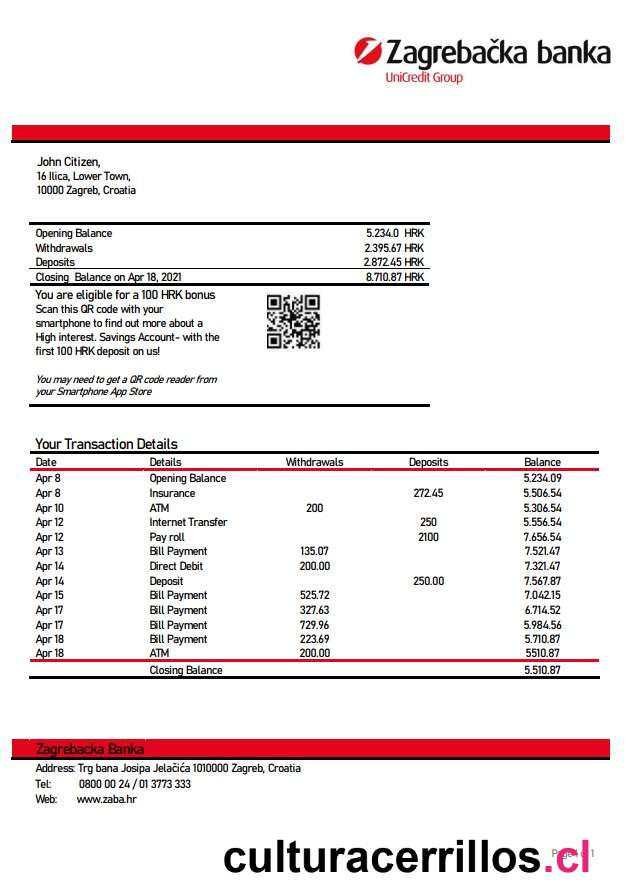 Zagrebačka banka
UniCredit Group
John Citizen,
16 Ilica, Lower Town,
10000 Zagreb, Croatia
Opening Balance 5.234.0 HRK
Withdrawals 2.395.67 HRK
Deposits 2.872.45 HRK
Closing Balance on Apr 18, 2021 8.710.87 HRK
You are eligible for a 100 HRK bonus
Scan this QR code with your
smartphone to find out more about a
High interest. Savings Account- with the
first 100 HRK deposit on us!
You may need to get a QR code reader from
your Smartphone App Store
Your Transaction Details
Date Details Withdrawals Deposits Balance
Apr 8 Opening Balance 5.234.09
Apr 8 Insurance 272.45 5.506.54
Apr 10 ATM 200 5.306.54
Apr 12 Internet Transfer 250 5.556.54
Apr 12 Pay roll 2100 7.656.54
Apr 13 Bill Payment 135.07 7.521.47
Apr 14 Direct Debit 200.00 7.321.47
Apr 14 Deposit 250.00 7.567.87
Apr 15 Bill Payment 525.72 7.042.15
Apr 17 Bill Payment 327.63 6.714.52
Apr 17 Bill Payment 729.96 5.984.56
Apr 18 Bill Payment 223.69 5.710.87
Apr 18 ATM 200.00 5510.87
Closing Balance 5.510.87
Zagrebacka Banka
Address: Trg bana Josipa Jelačića 1010000 Zagreb, Croatia
Tel: 0800 00 24 / 01 3773 333
Web: www.zaba.hr
culturacerrillos.cl